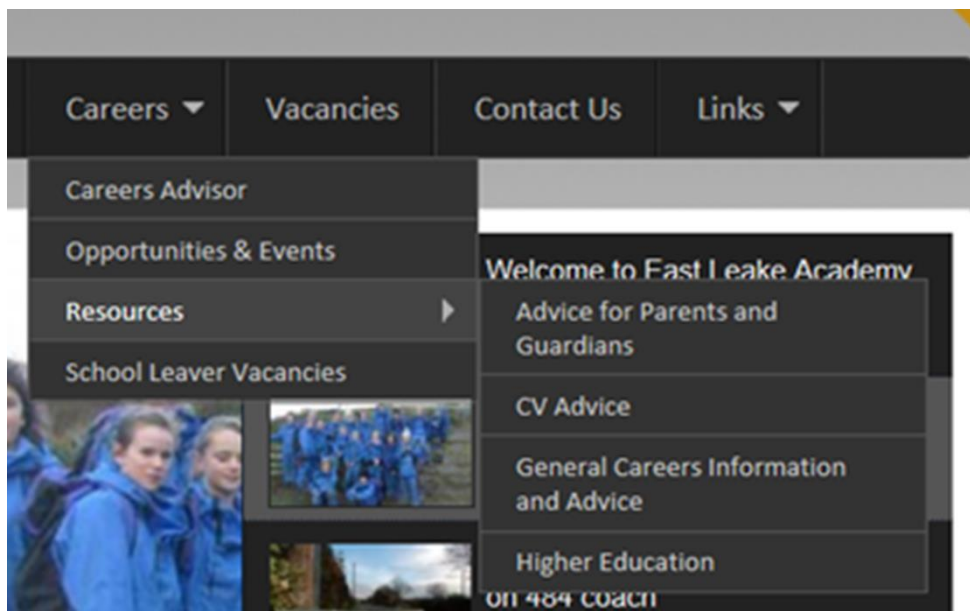 Careers
Vacancies
Contact Us
Links
Careers Advisor
Opportunities & Events
Resources
School Leaver Vacancies
Welcome to East Leake Academy
Advice for Parents and
Guardians
CV Advice
General Careers Information
and Advice
Higher Education
on 484 coach